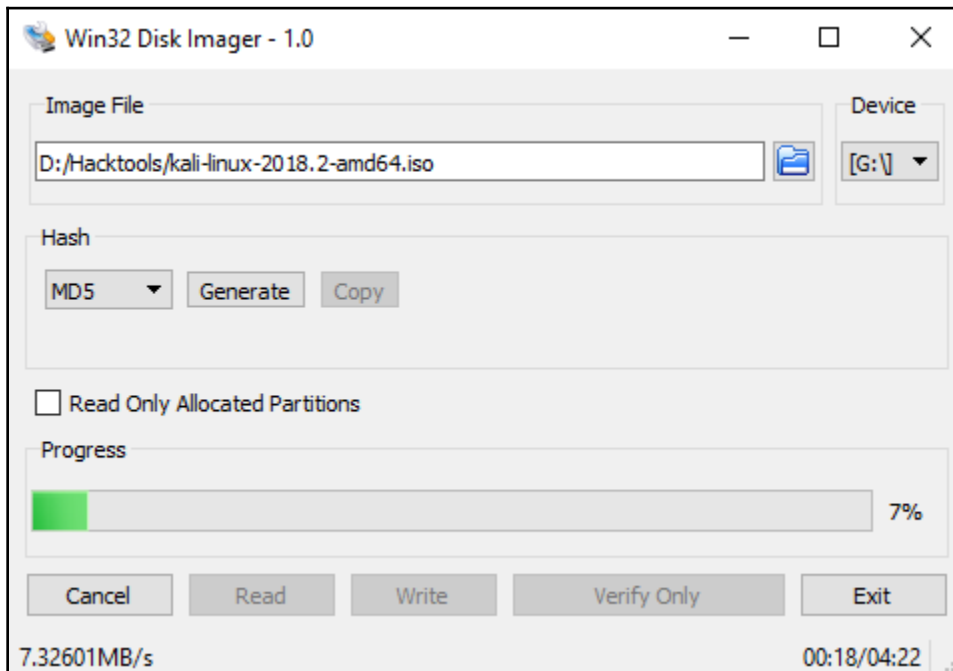 Win32 Disk Imager - 1.0
Image File
Device
D:/Hacktools/kali-linux-2018.2-amd64.iso
[G:\]
Hash
MD5
Generate
Copy
Read Only Allocated Partitions
Progress
7%
Cancel
Read
Write
Verify Only
Exit
7.32601MB/s
00:18/04:22